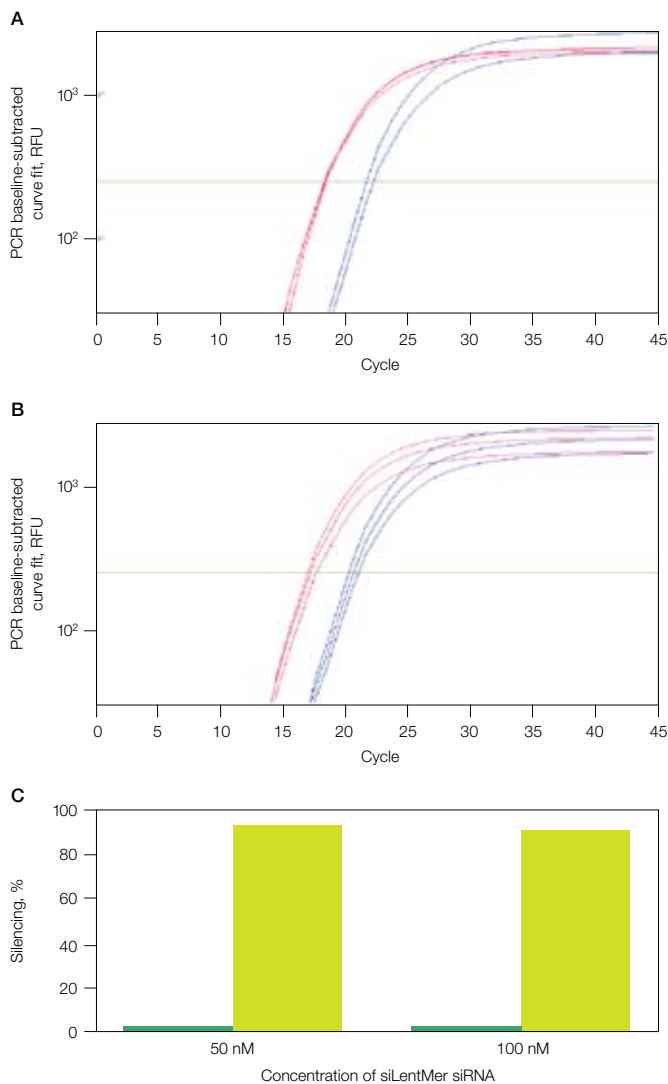 A
PCR baseline-subtracted
curve fit, RFU
10³
10²
0 5 10 15 20 25 30 35 40 45
Cycle
B
PCR baseline-subtracted
curve fit, RFU
10³
10²
0 5 10 15 20 25 30 35 40 45
Cycle
C
Silencing, %
100
80
60
40
20
0
50 nM 100 nM
Concentration of siLentMer siRNA